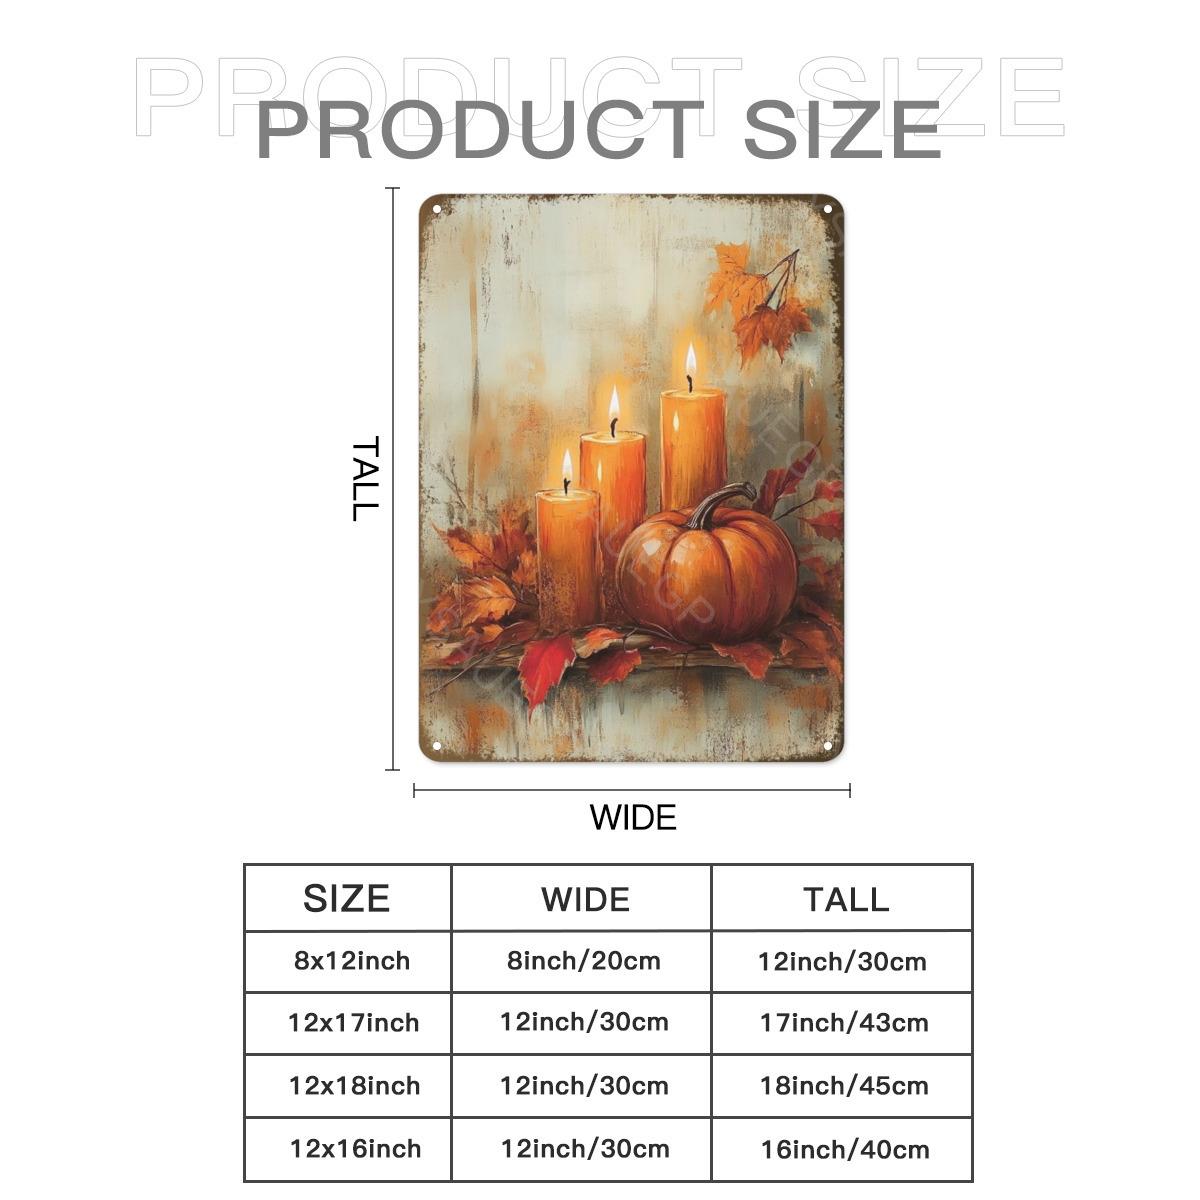 PRODUCT SIZE
PRODUCT SIZE
TALL
WIDE
SIZE WIDE TALL
8x12inch 8inch/20cm 12inch/30cm
12x17inch 12inch/30cm 17inch/43cm
12x18inch 12inch/30cm 18inch/45cm
12x16inch 12inch/30cm 16inch/40cm